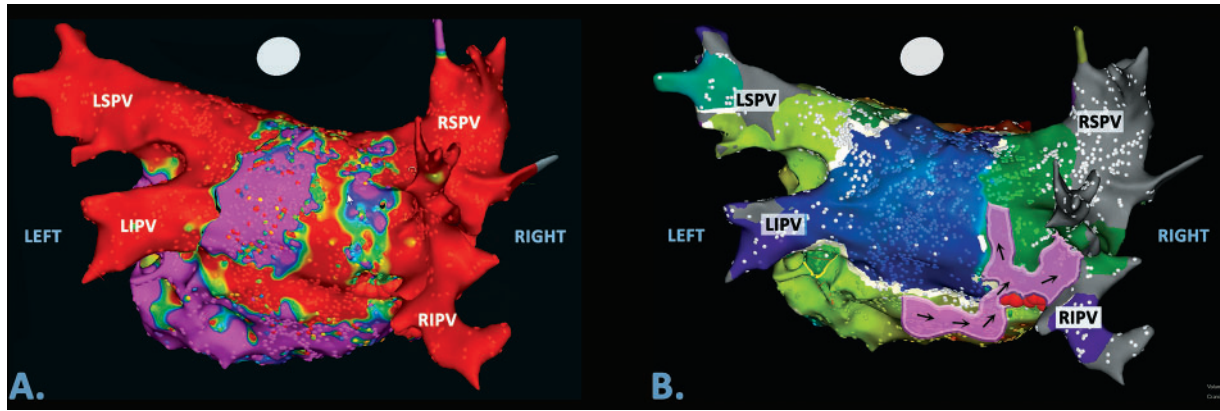 LSPV
RSPV
LIPV
LEFT
RIGHT
RIPV
A.
LSPV
RSPV
LIPV
LEFT
RIGHT
RIPV
B.